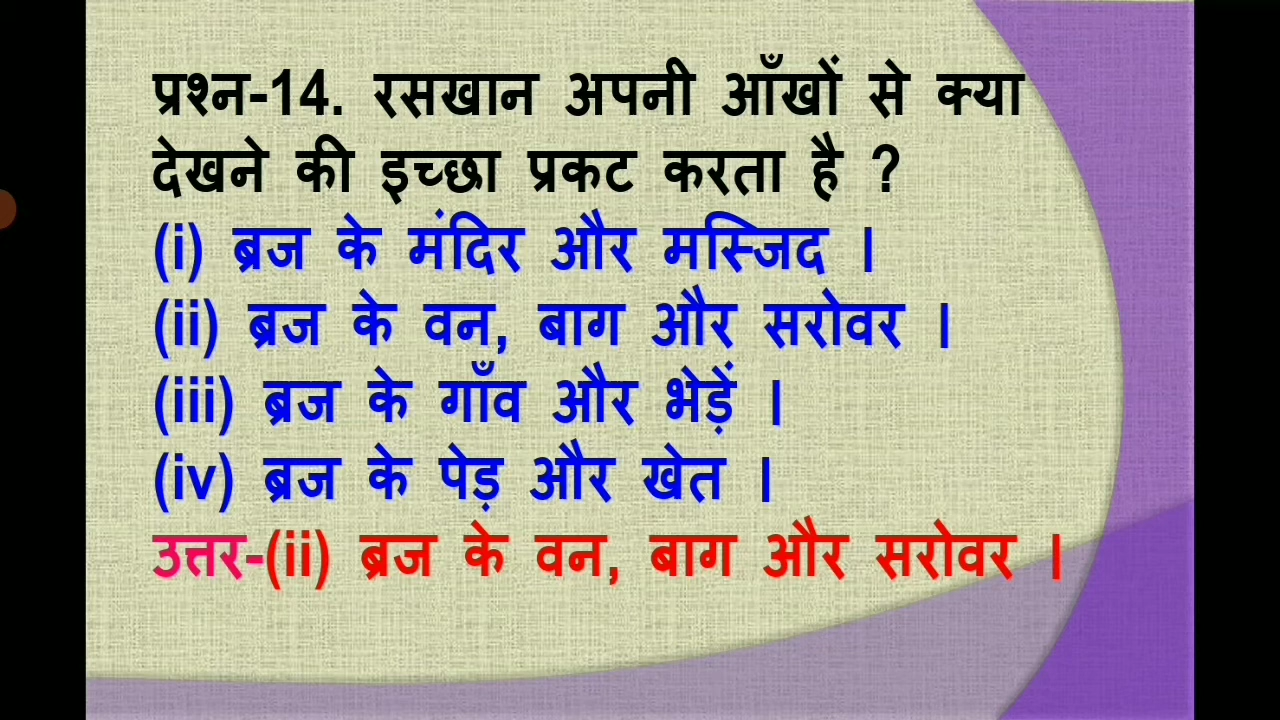 प्रश्न-14. रसखान अपनी आँखों से क्या
देखने की इच्छा प्रकट करता है ?
(i) ब्रज के मंदिर और मस्जिद ।
(ii) ब्रज के वन, बाग और सरोवर ।
(iii) ब्रज के गाँव और भेड़ें ।
(iv) ब्रज के पेड़ और खेत ।
उत्तर-(ii) ब्रज के वन, बाग और सरोवर ।